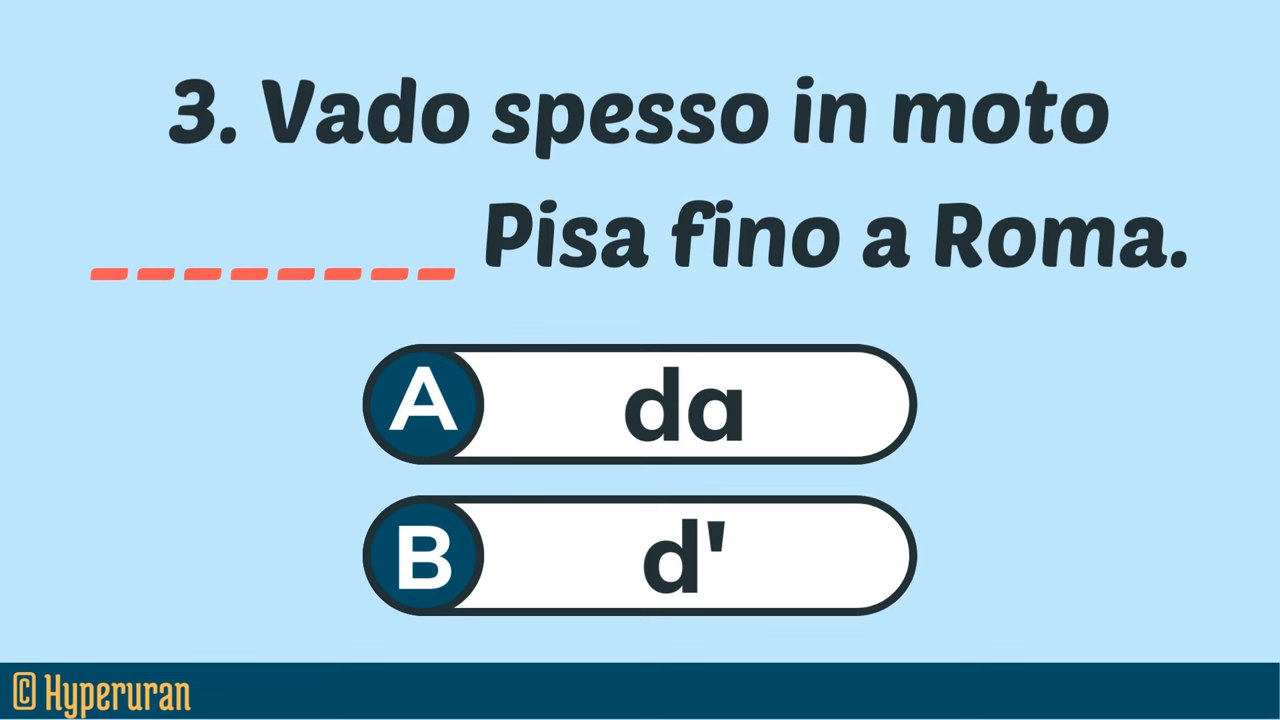 3. Vado spesso in moto
________ Pisa fino a Roma.
A da
B d'
© Hyperuran